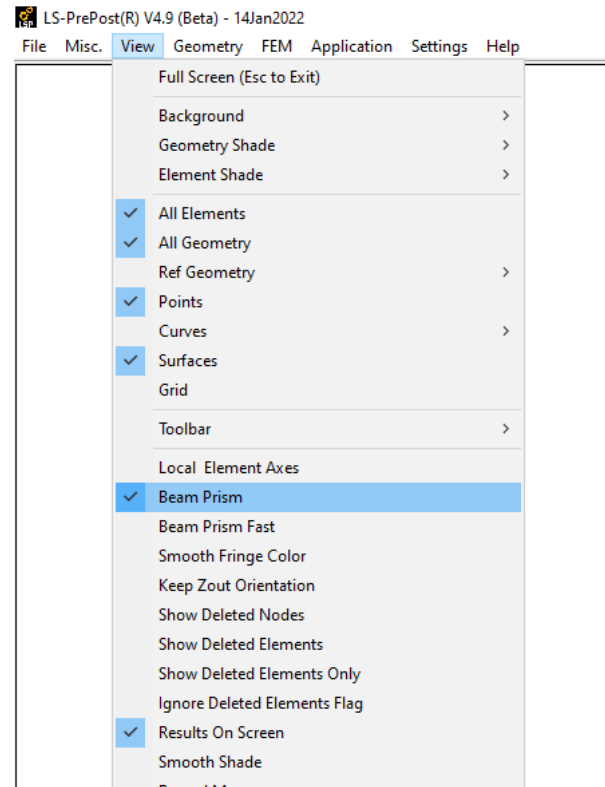 LSP
LS-PrePost(R) V4.9 (Beta) - 14Jan2022
File Misc. View Geometry FEM Application Settings Help
Full Screen (Esc to Exit)
Background
Geometry Shade
Element Shade
All Elements
All Geometry
Ref Geometry
Points
Curves
Surfaces
Grid
Toolbar
Local Element Axes
Beam Prism
Beam Prism Fast
Smooth Fringe Color
Keep Zout Orientation
Show Deleted Nodes
Show Deleted Elements
Show Deleted Elements Only
Ignore Deleted Elements Flag
Results On Screen
Smooth Shade